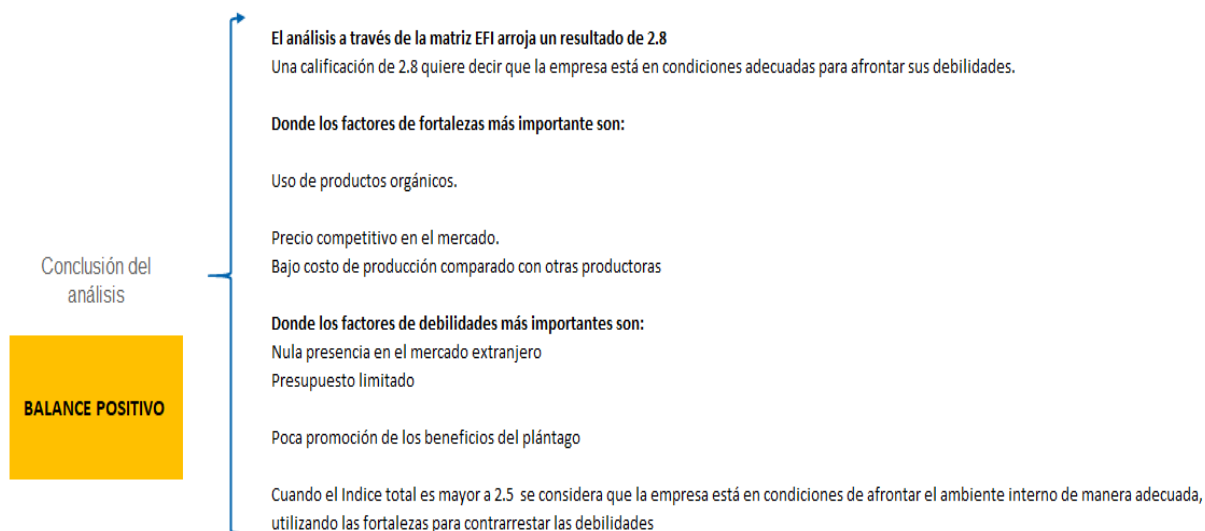 El análisis a través de la matriz EFI arroja un resultado de 2.8
Una calificación de 2.8 quiere decir que la empresa está en condiciones adecuadas para afrontar sus debilidades.
Donde los factores de fortalezas más importante son:
Uso de productos orgánicos.
Precio competitivo en el mercado.
Bajo costo de producción comparado con otras productoras
Conclusión del
análisis
BALANCE POSITIVO
Donde los factores de debilidades más importantes son:
Nula presencia en el mercado extranjero
Presupuesto limitado
Poca promoción de los beneficios del plántago
Cuando el Indice total es mayor a 2.5 se considera que la empresa está en condiciones de afrontar el ambiente interno de manera adecuada,
utilizando las fortalezas para contrarrestar las debilidades